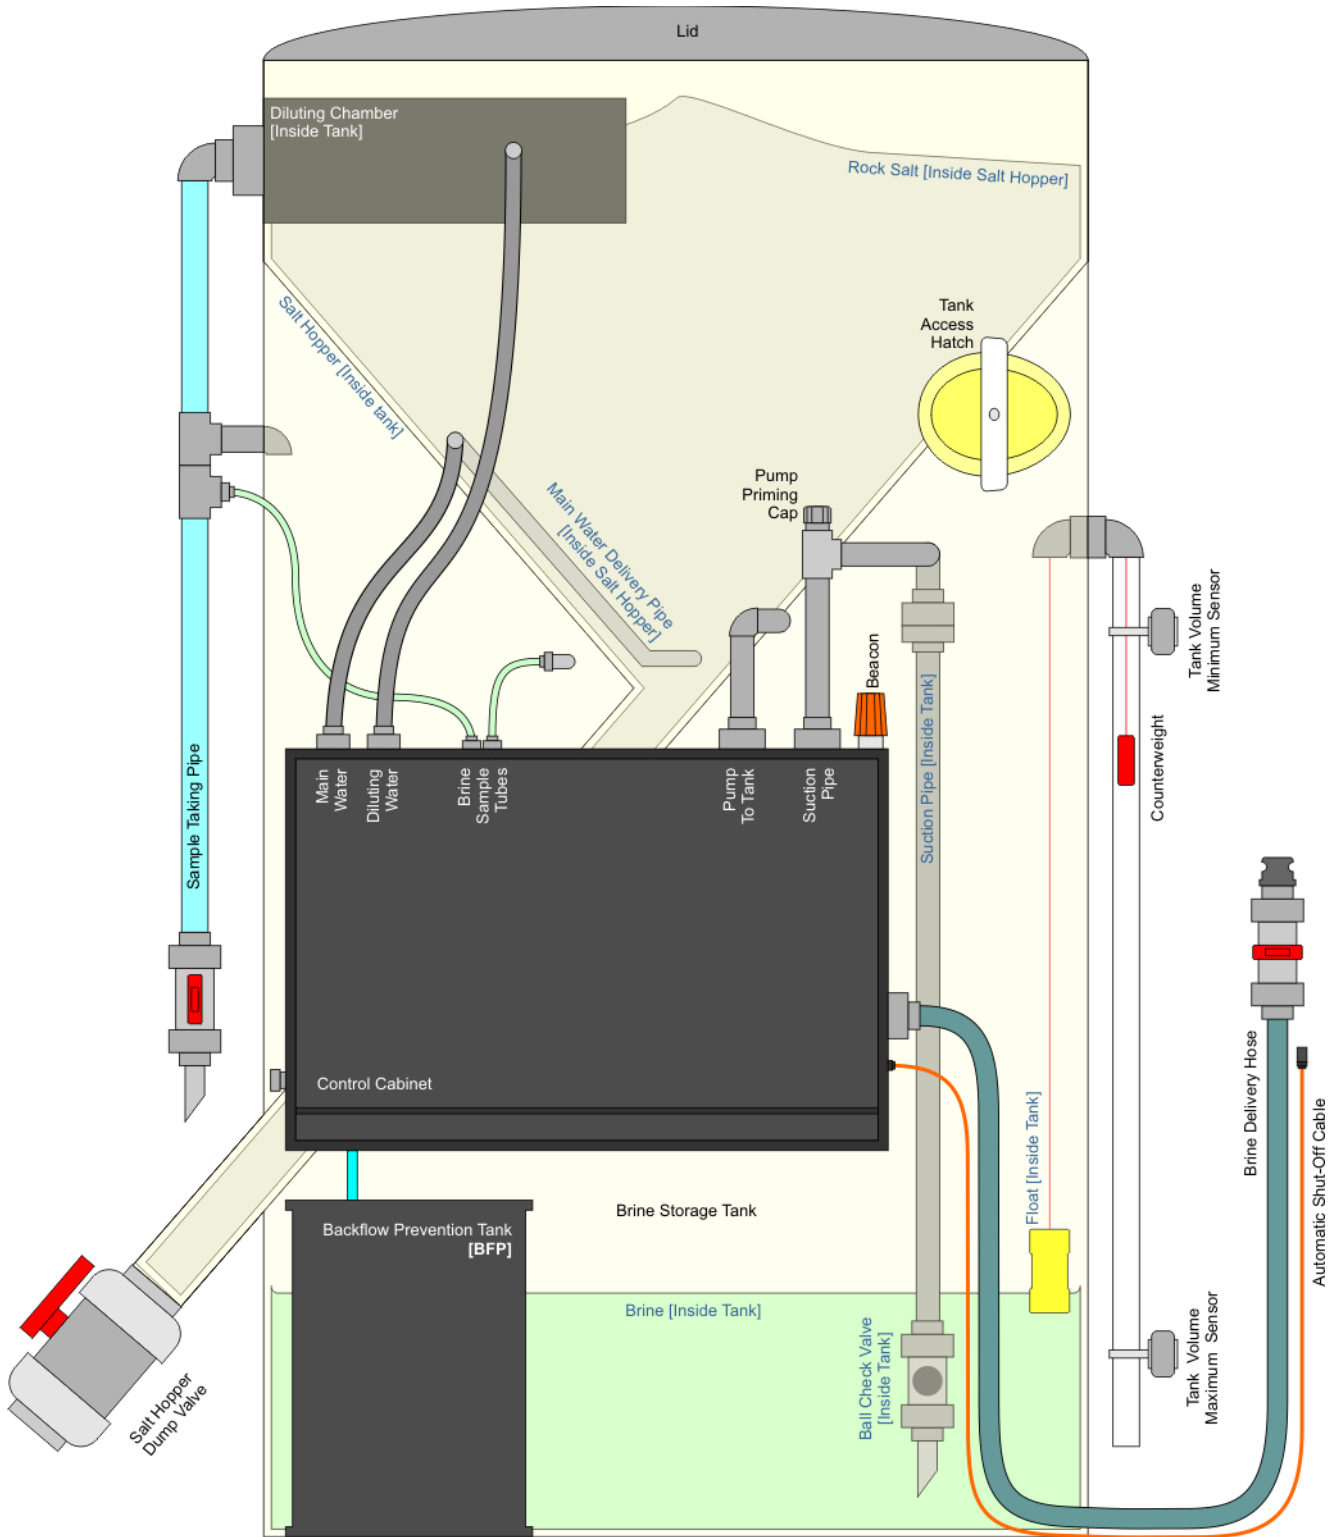 Lid
Diluting Chamber
[Inside Tank]
Rock Salt [Inside Salt Hopper]
Salt Hopper [Inside tank]
Tank
Access
Hatch
Main Water Delivery Pipe
[Inside Salt Hopper]
Pump
Priming
Cap
Beacon
Suction Pipe [Inside Tank]
Tank Volume
Minimum Sensor
Counterweight
Sample Taking Pipe
Main
Water
Diluting
Water
Brine
Sample
Tubes
Pump
To Tank
Suction
Pipe
Control Cabinet
Brine Delivery Hose
Automatic Shut-Off Cable
Float [Inside Tank]
Brine Storage Tank
Backflow Prevention Tank
[BFP]
Brine [Inside Tank]
Ball Check Valve
[Inside Tank]
Tank Volume
Maximum Sensor
Salt Hopper
Dump Valve